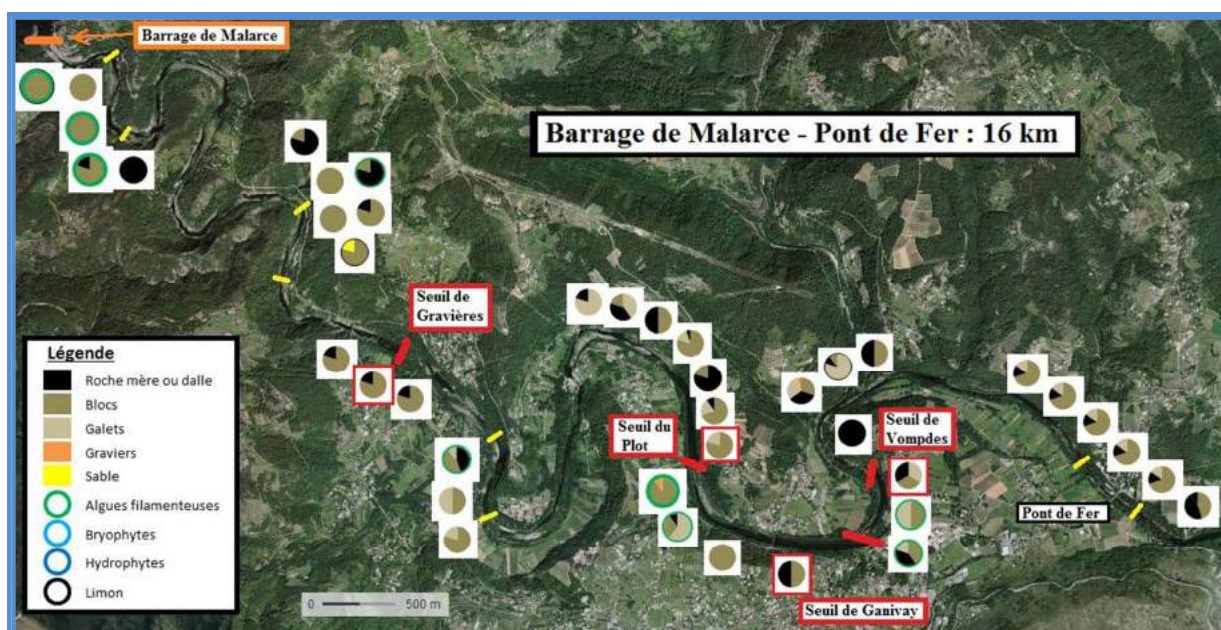 Barrage de Malarce
Barrage de Malarce - Pont de Fer : 16 km
Seuil de
Gravières
Seuil du
Plot
Seuil de
Vompdes
Pont de Fer
Seuil de Ganivay
Légende
Roche mère ou dalle
Blocs
Galets
Graviers
Sable
Algues filamenteuses
Bryophytes
Hydrophytes
Limon
0 500 m